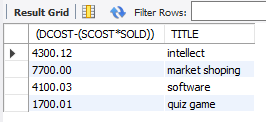 Result Grid Filter Rows:
(DCOST-(SCOST*SOLD)) TITLE
4300.12 intellect
7700.00 market shoping
4100.03 software
1700.01 quiz game